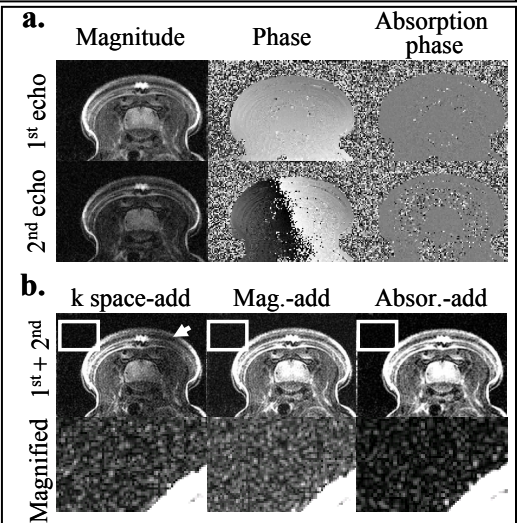 a.
Magnitude
Phase
Absorption
phase
1st echo
2nd echo
b.
k space-add
Mag.-add
Absor.-add
1st + 2nd
Magnified